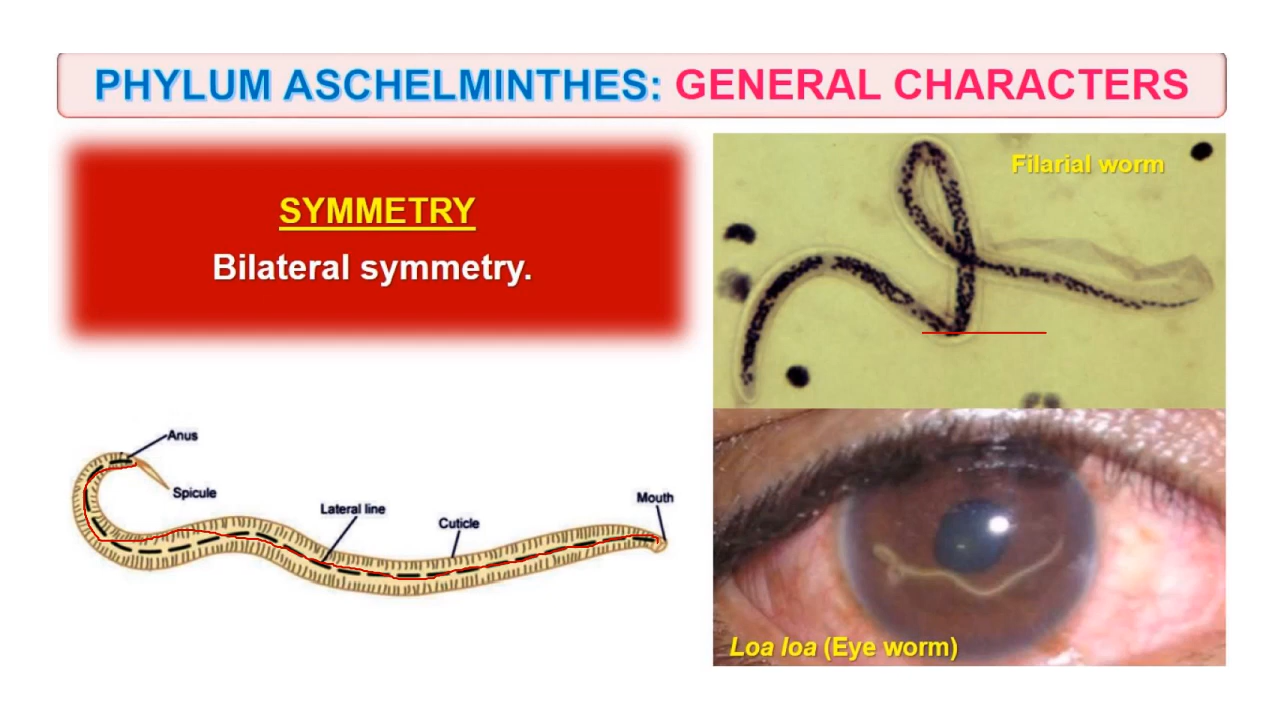 PHYLUM ASCHELMINTHES: GENERAL CHARACTERS
SYMMETRY
Bilateral symmetry.
Filarial worm
Anus
Spicule
Lateral line
Cuticle
Mouth
Loa loa (Eye worm)